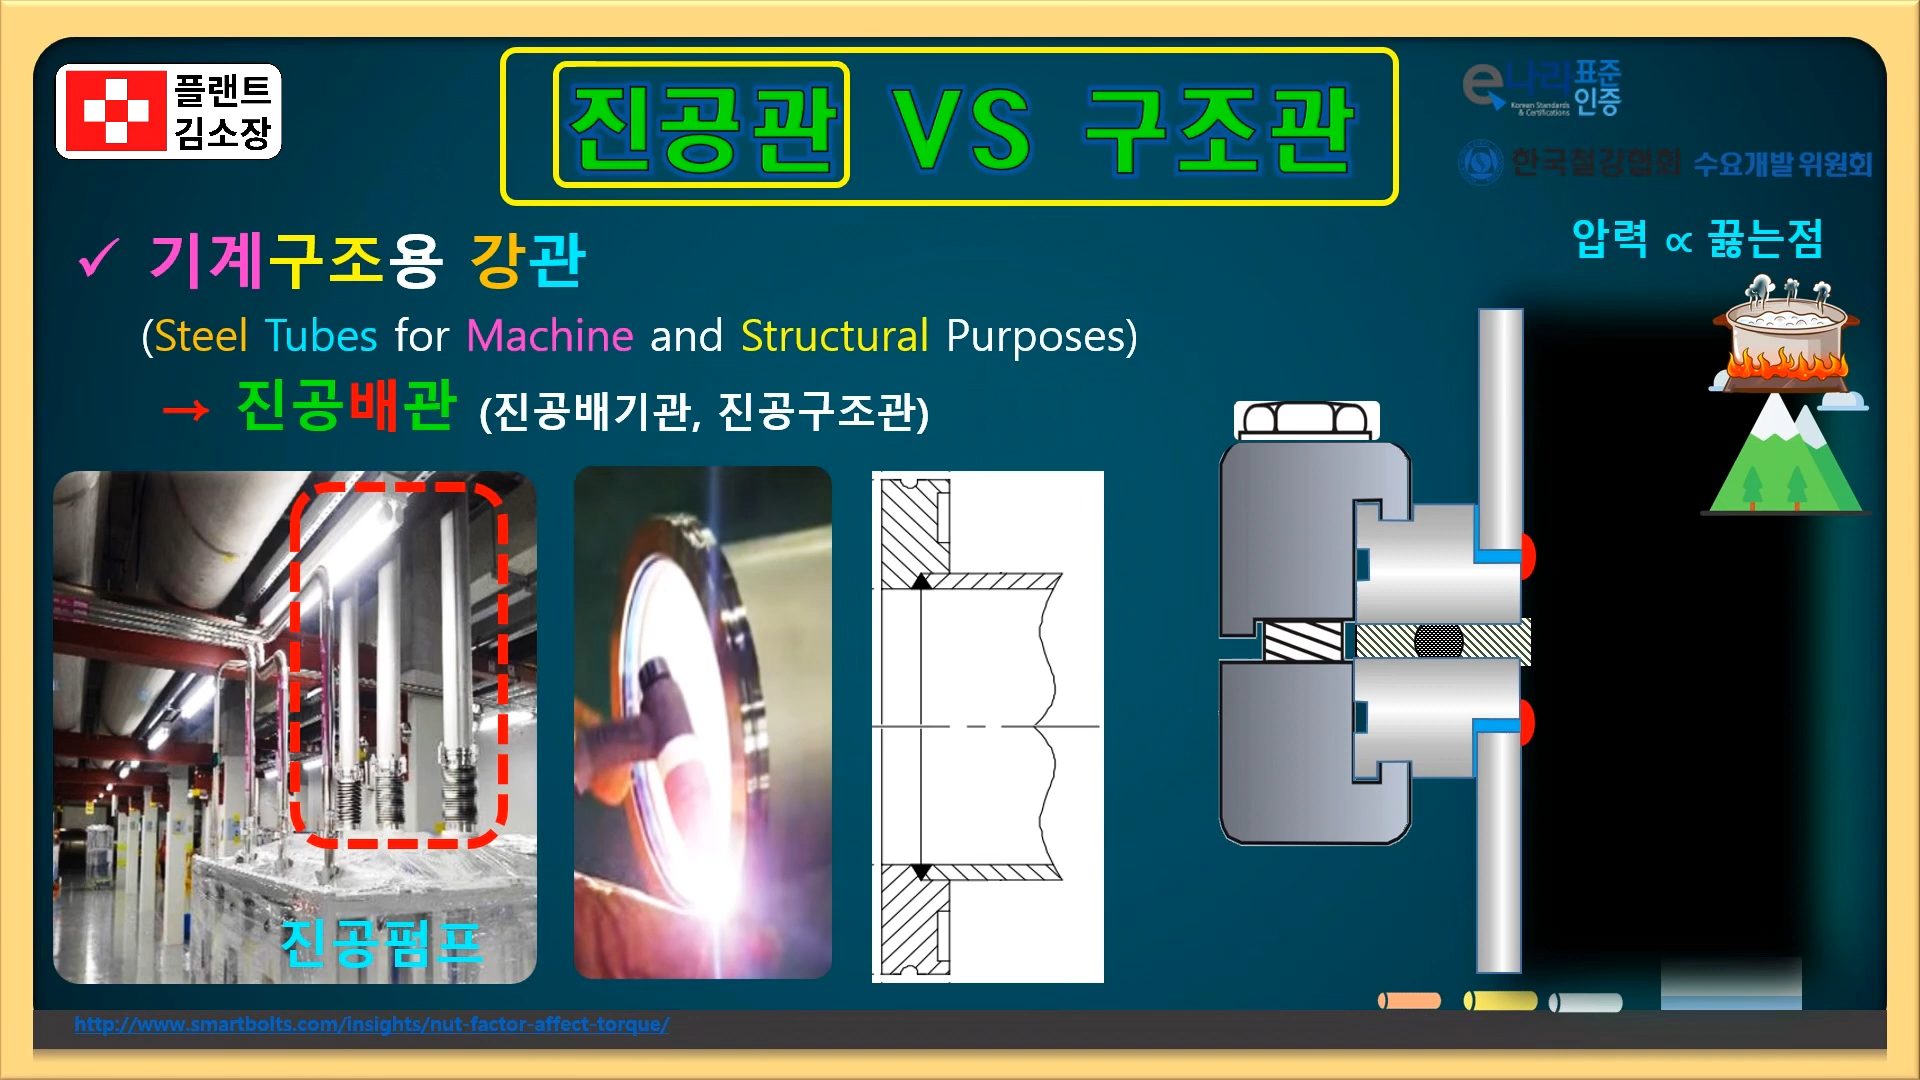 플랜트
김소장
진공관 VS 구조관
e나라 표준
인증
Korean Standards
& Certifications
한국철강협회 수요개발위원회
압력 ∝ 끓는점
✓ 기계구조용 강관
(Steel Tubes for Machine and Structural Purposes)
→ 진공배관 (진공배기관, 진공구조관)
진공펌프
http://www.smartbolts.com/insights/nut-factor-affect-torque/